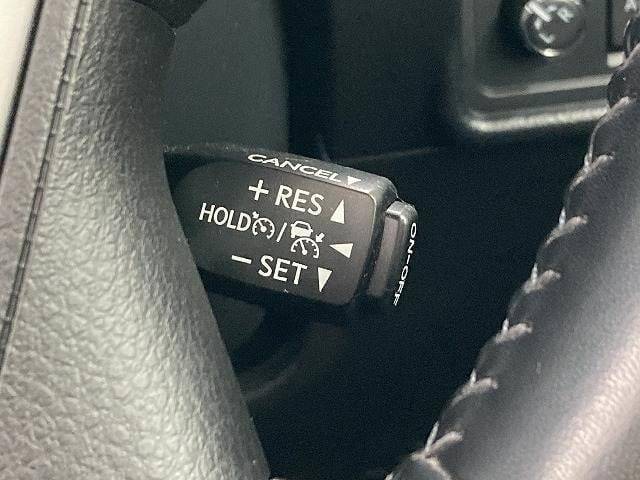 L R
CANCEL▼
+ RES ▲
HOLD / ◀
− SET ▼
ON-OFF